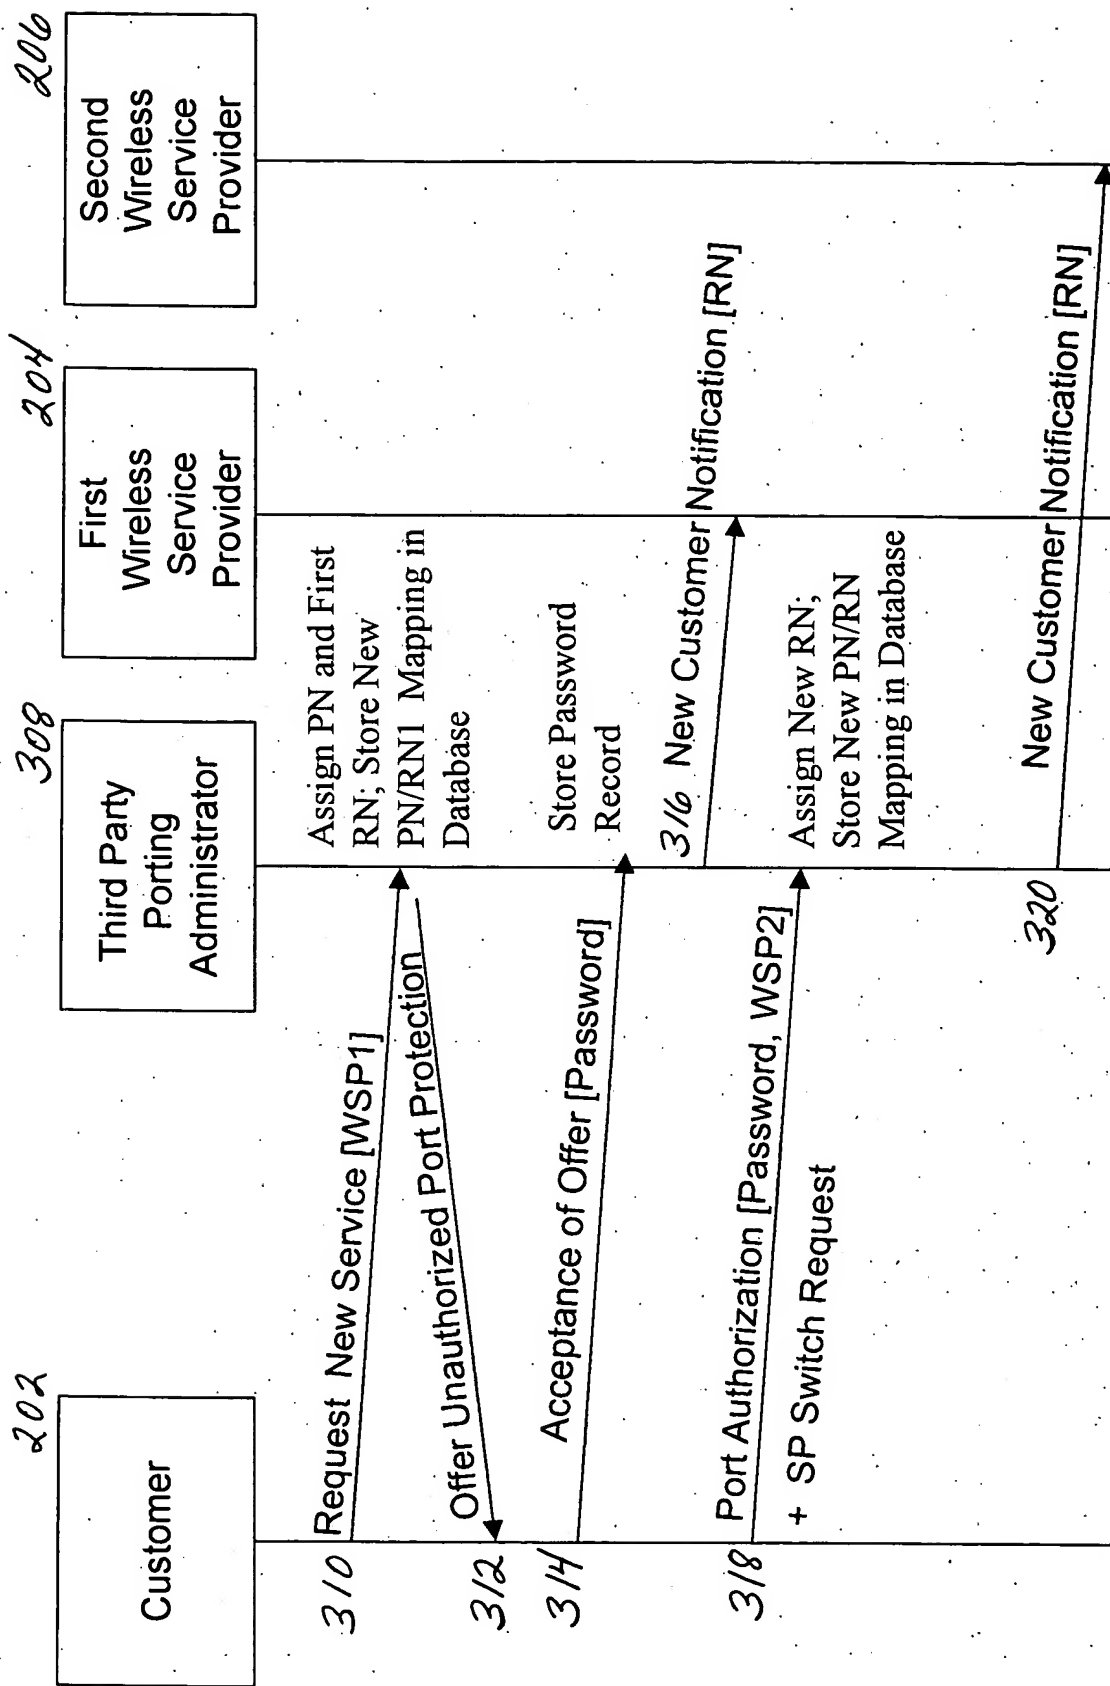 202
Customer
308
Third Party
Porting
Administrator
204
First
Wireless
Service
Provider
206
Second
Wireless
Service
Provider
310
Request New Service [WSP1]
Assign PN and First
RN; Store New
PN/RN1 Mapping in
Database
312
Offer Unauthorized Port Protection
314
Acceptance of Offer [Password]
Store Password
Record
316 New Customer Notification [RN]
318
Port Authorization [Password, WSP2]
+ SP Switch Request
Assign New RN;
Store New PN/RN
Mapping in Database
320
New Customer Notification [RN]